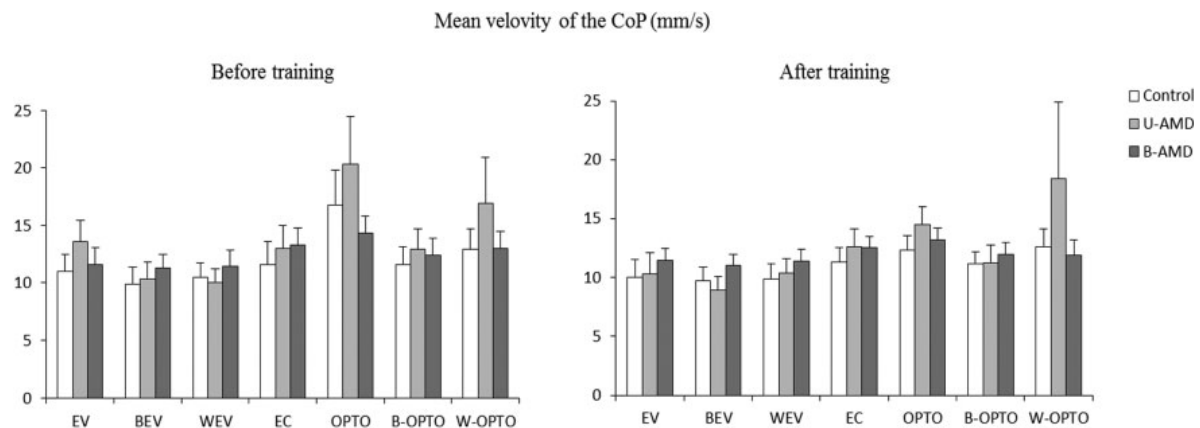 Mean velovity of the CoP (mm/s)
Before training
After training
25
20
15
10
5
0
EV BEV WEV EC OPTO B-OPTO W-OPTO
25
20
15
10
5
0
EV BEV WEV EC OPTO B-OPTO W-OPTO
Control
U-AMD
B-AMD